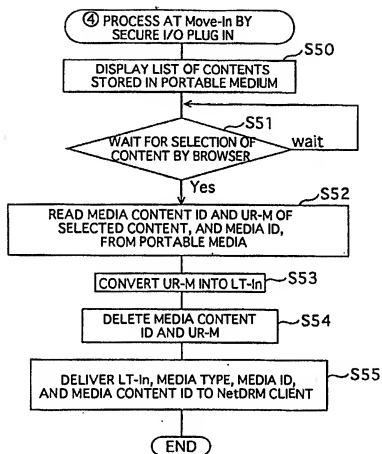 ④ PROCESS AT Move-In BY
SECURE I/O PLUG IN
S50
DISPLAY LIST OF CONTENTS
STORED IN PORTABLE MEDIUM
S51
WAIT FOR SELECTION OF
CONTENT BY BROWSER
wait
Yes
S52
READ MEDIA CONTENT ID AND UR-M OF
SELECTED CONTENT, AND MEDIA ID,
FROM PORTABLE MEDIA
S53
CONVERT UR-M INTO LT-In
S54
DELETE MEDIA CONTENT
ID AND UR-M
S55
DELIVER LT-In, MEDIA TYPE, MEDIA ID,
AND MEDIA CONTENT ID TO NetDRM CLIENT
END